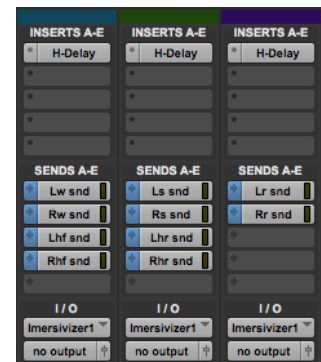 INSERTS A-E INSERTS A-E INSERTS A-E
H-Delay H-Delay H-Delay
SENDS A-E SENDS A-E SENDS A-E
Lw snd Ls snd Lr snd
Rw snd Rs snd Rr snd
Lhf snd Lhr snd
Rhf snd Rhr snd
I / O I / O I / O
Imersivizer1 Imersivizer1 Imersivizer1
no output no output no output